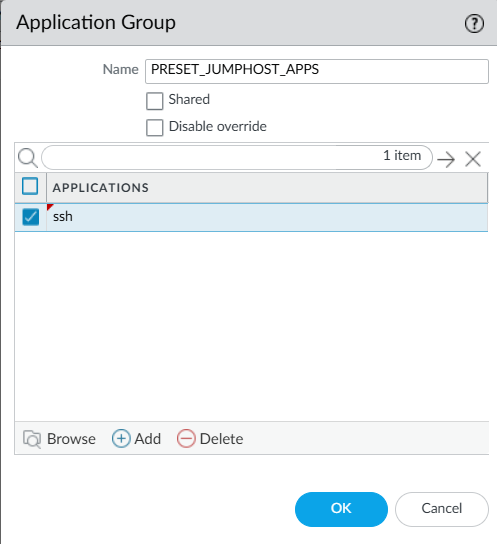 Application Group ?
Name PRESET_JUMPHOST_APPS
Shared
Disable override
1 item
APPLICATIONS
ssh
Browse Add Delete
OK Cancel